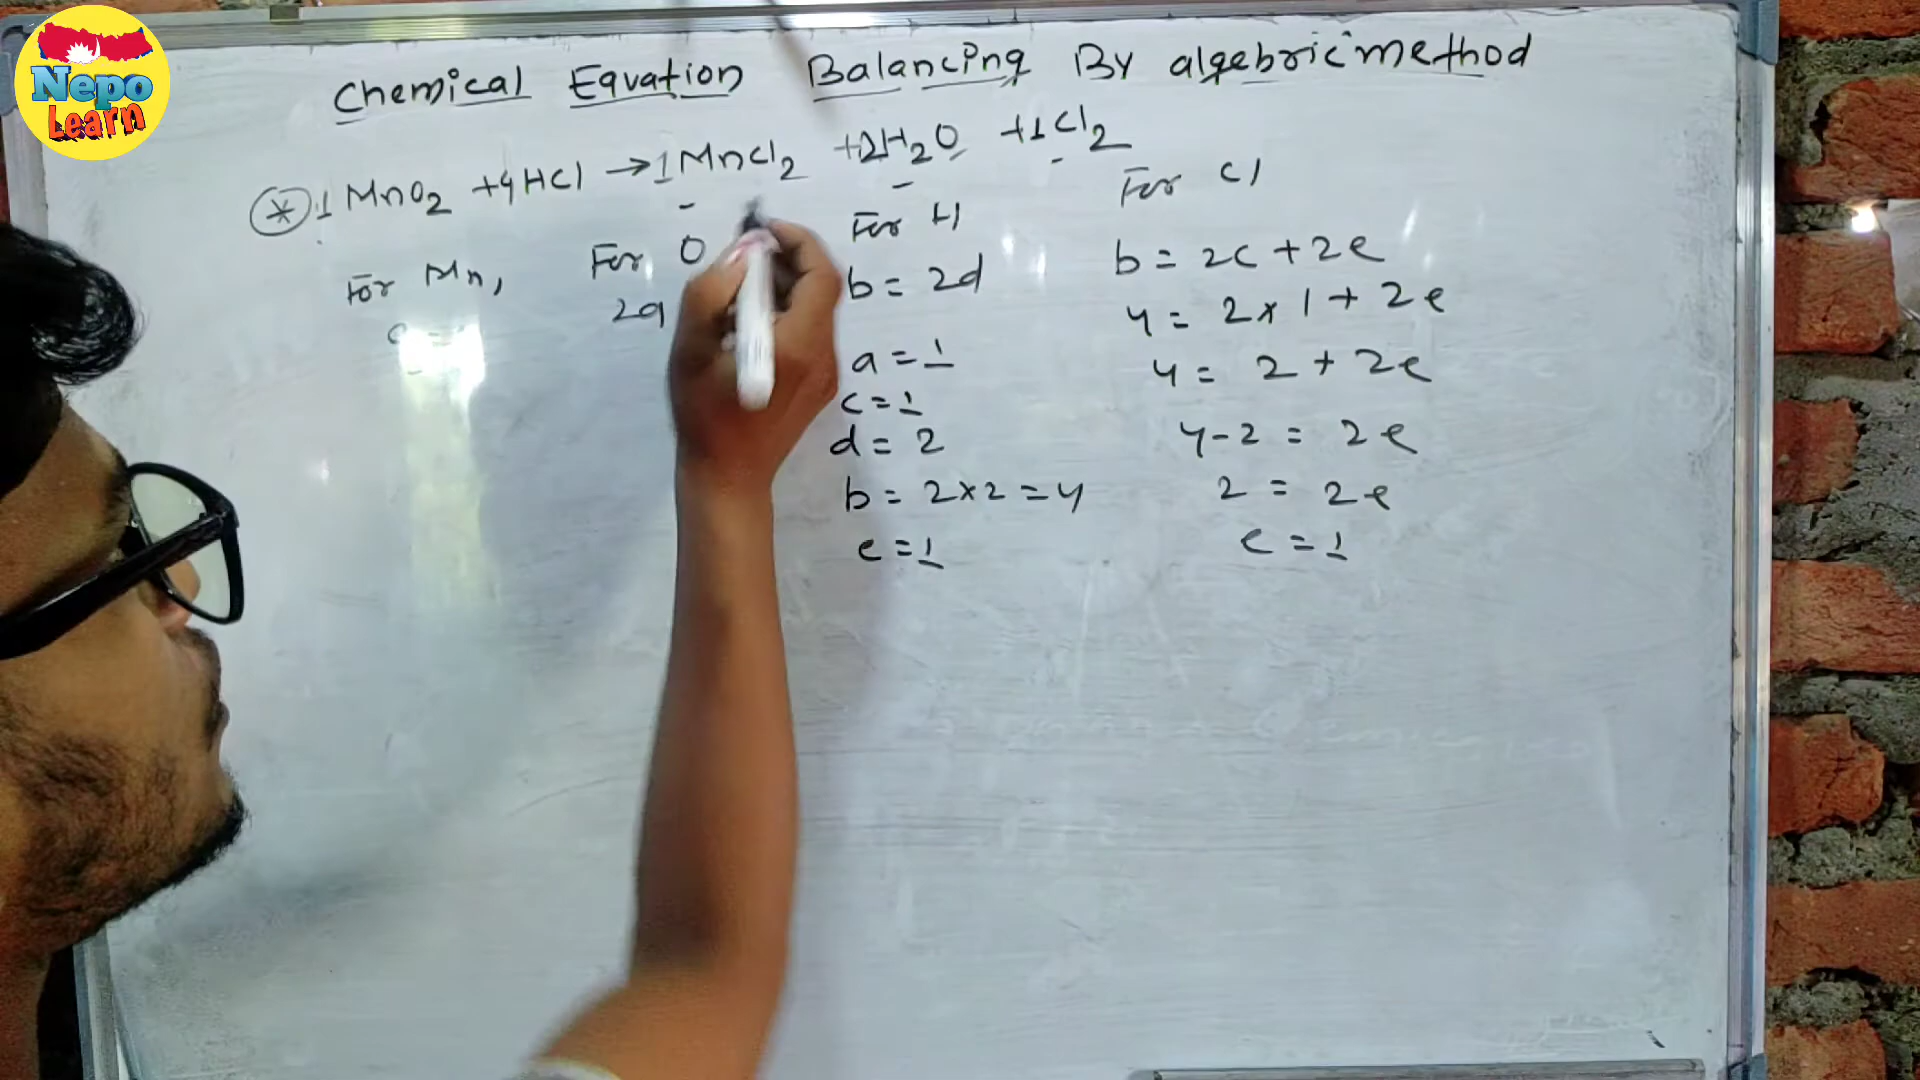 Nepo
Learn
Chemical Equation Balancing By algebric method
* 1 MnO2 + 4HCl → 1 MnCl2 + 2H2O + 1 Cl2
For Mn,
For O
2a
For H
b = 2d
a = 1
c = 1
d = 2
b = 2×2 = 4
e = 1
For Cl
b = 2c + 2e
4 = 2×1 + 2e
4 = 2 + 2e
4-2 = 2e
2 = 2e
e = 1